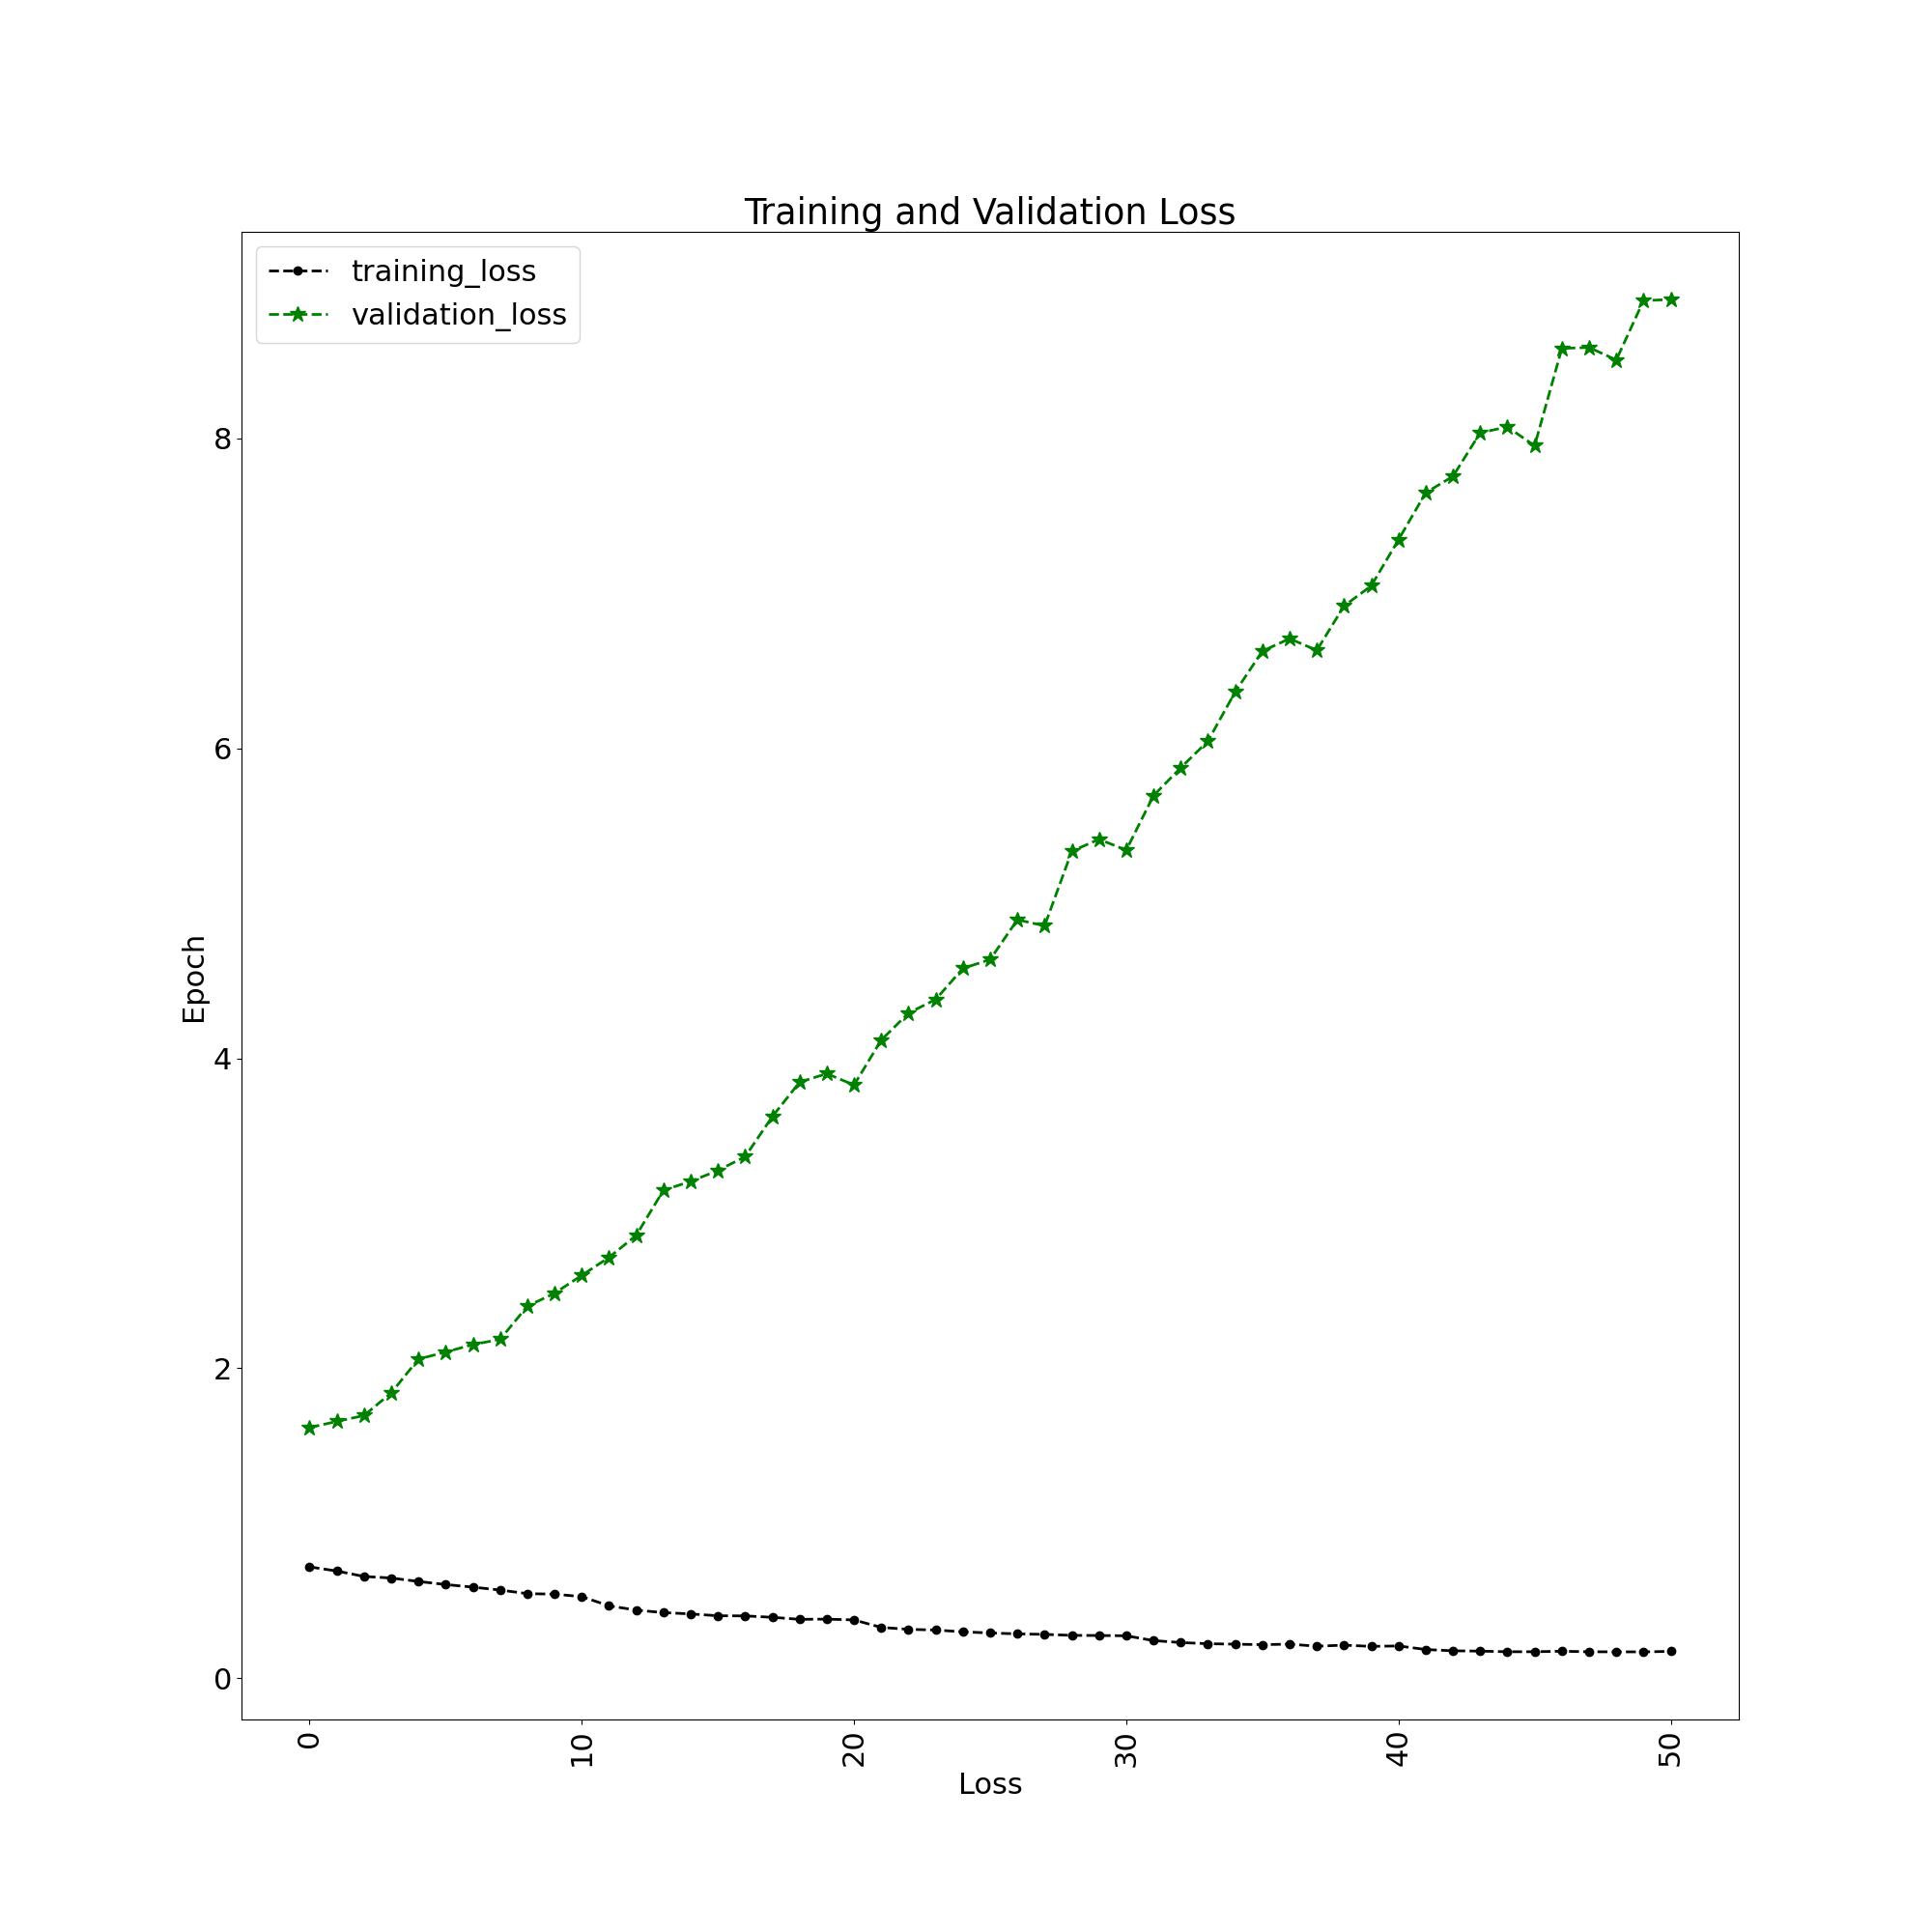 Training and Validation Loss
training_loss
validation_loss
8
6
4
2
0
Epoch
0 10 20 30 40 50
Loss